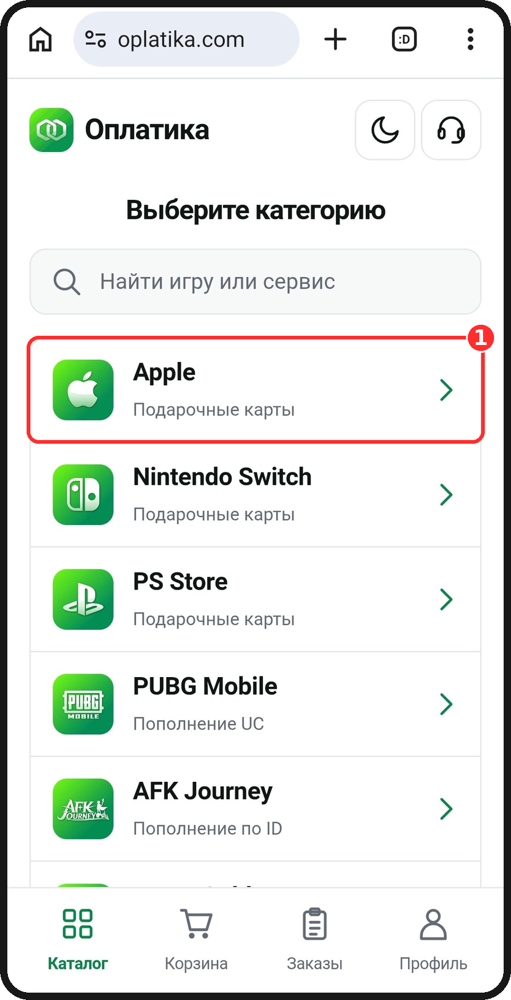 oplatika.com
:D
Оплатика
Выберите категорию
Найти игру или сервис
1
Apple
Подарочные карты
Nintendo Switch
Подарочные карты
PS Store
Подарочные карты
PUBG
MOBILE
PUBG Mobile
Пополнение UC
AFK
JOURNEY
AFK Journey
Пополнение по ID
Каталог
Корзина
Заказы
Профиль